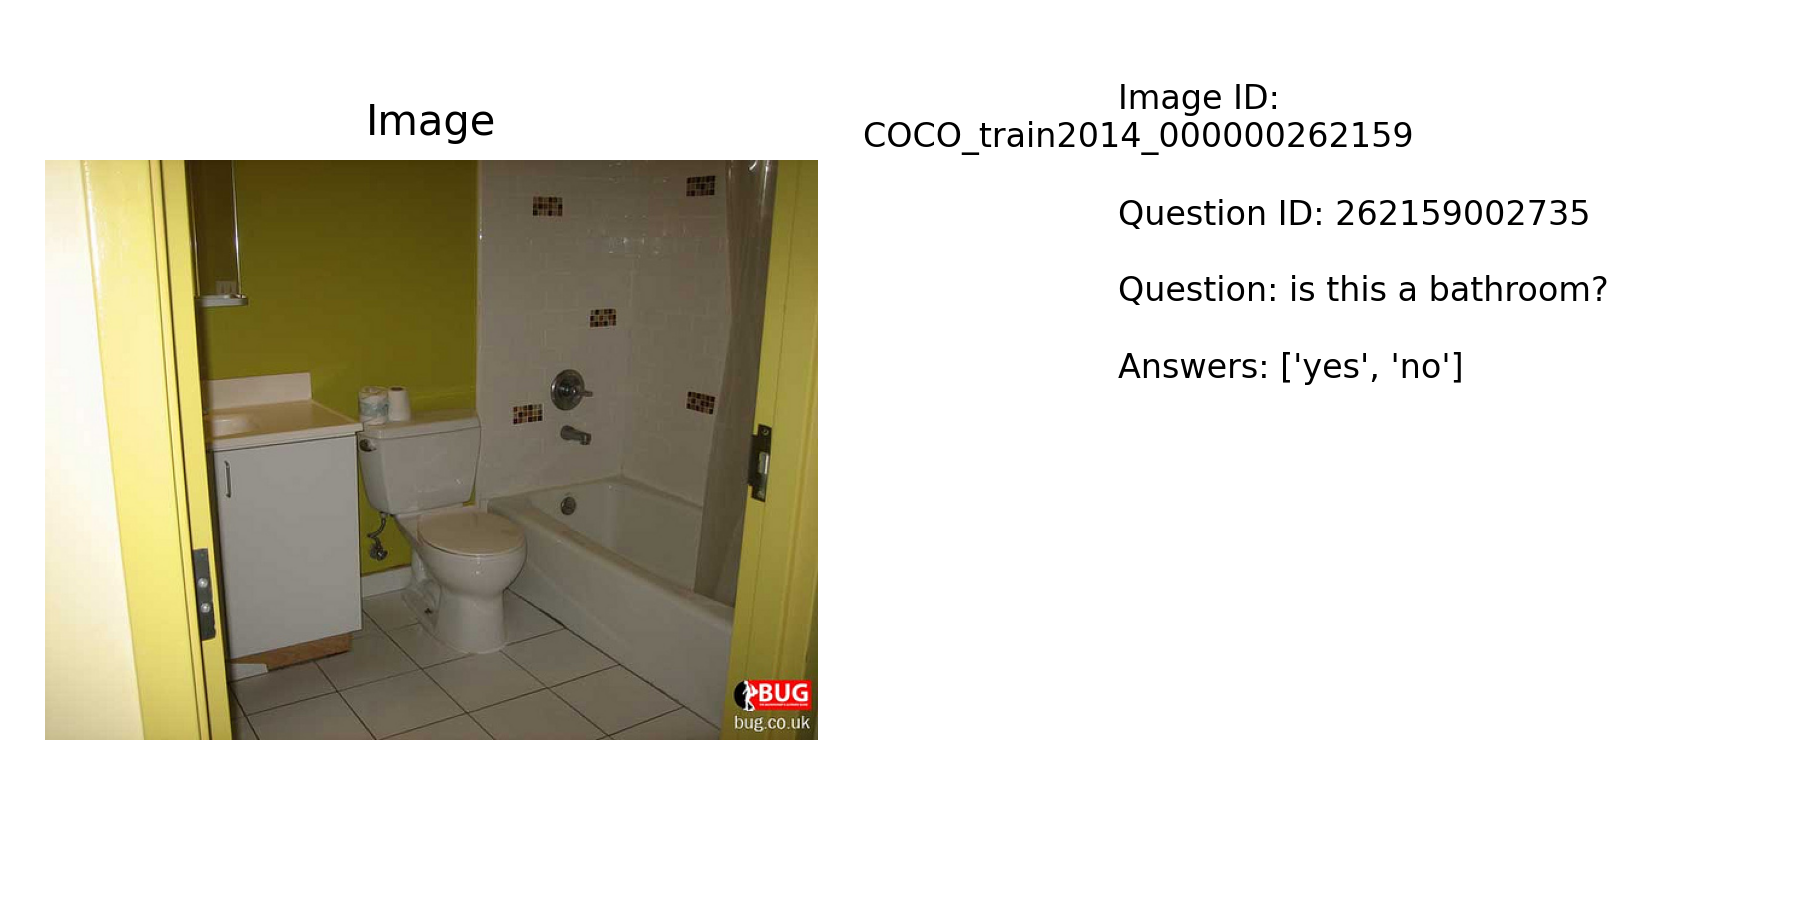 Image
Image ID:
COCO_train2014_000000262159
Question ID: 262159002735
Question: is this a bathroom?
Answers: ['yes', 'no']
BUG
bug.co.uk